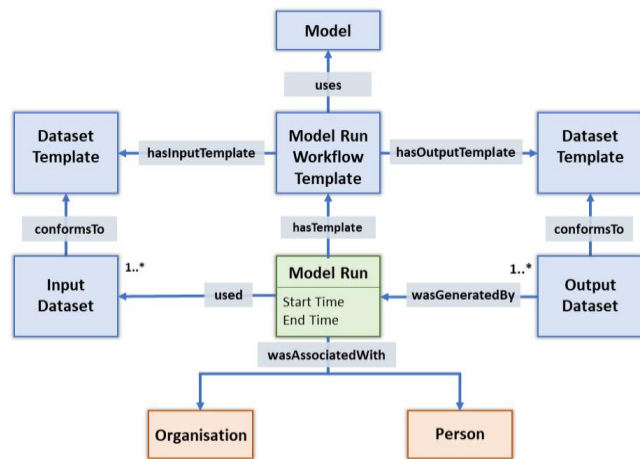 Model
uses
Dataset
Template
hasInputTemplate
Model Run
Workflow
Template
hasOutputTemplate
Dataset
Template
conformsTo
hasTemplate
conformsTo
1..*
Input
Dataset
used
Model Run
Start Time
End Time
wasGeneratedBy
1..*
Output
Dataset
wasAssociatedWith
Organisation
Person